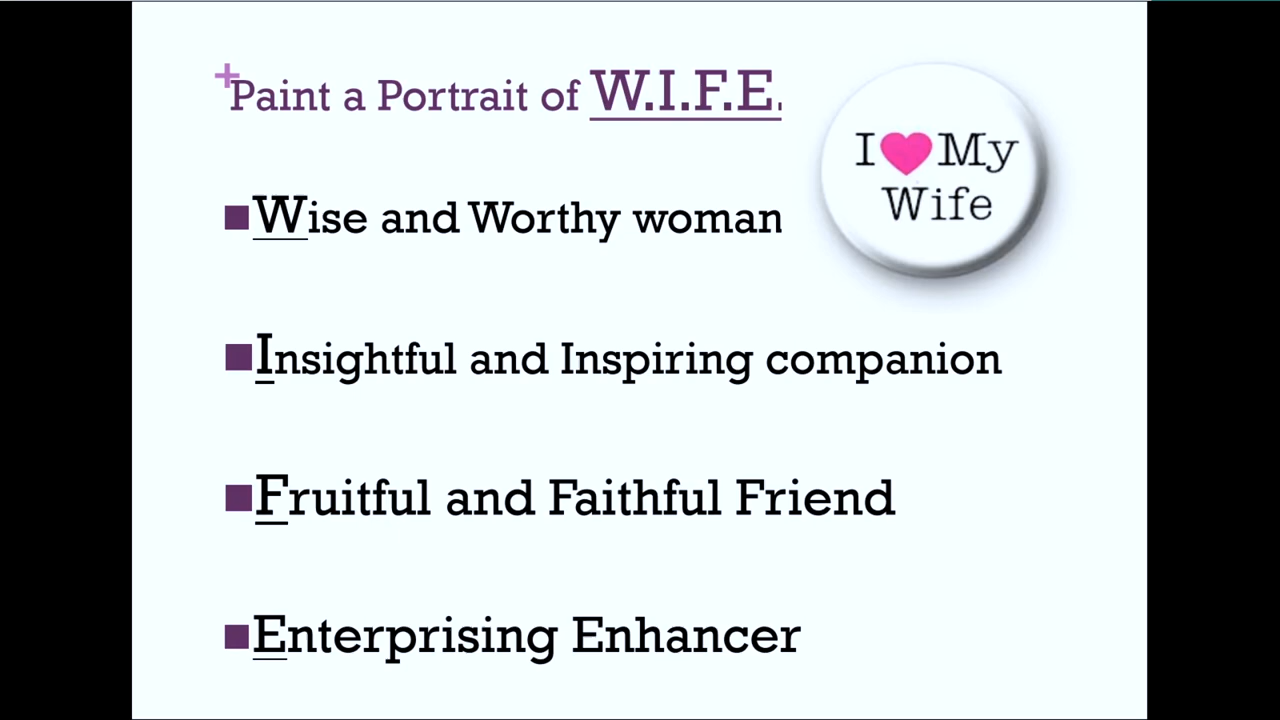 Paint a Portrait of W.I.F.E.
I ♥ My
Wife
Wise and Worthy woman
Insightful and Inspiring companion
Fruitful and Faithful Friend
Enterprising Enhancer